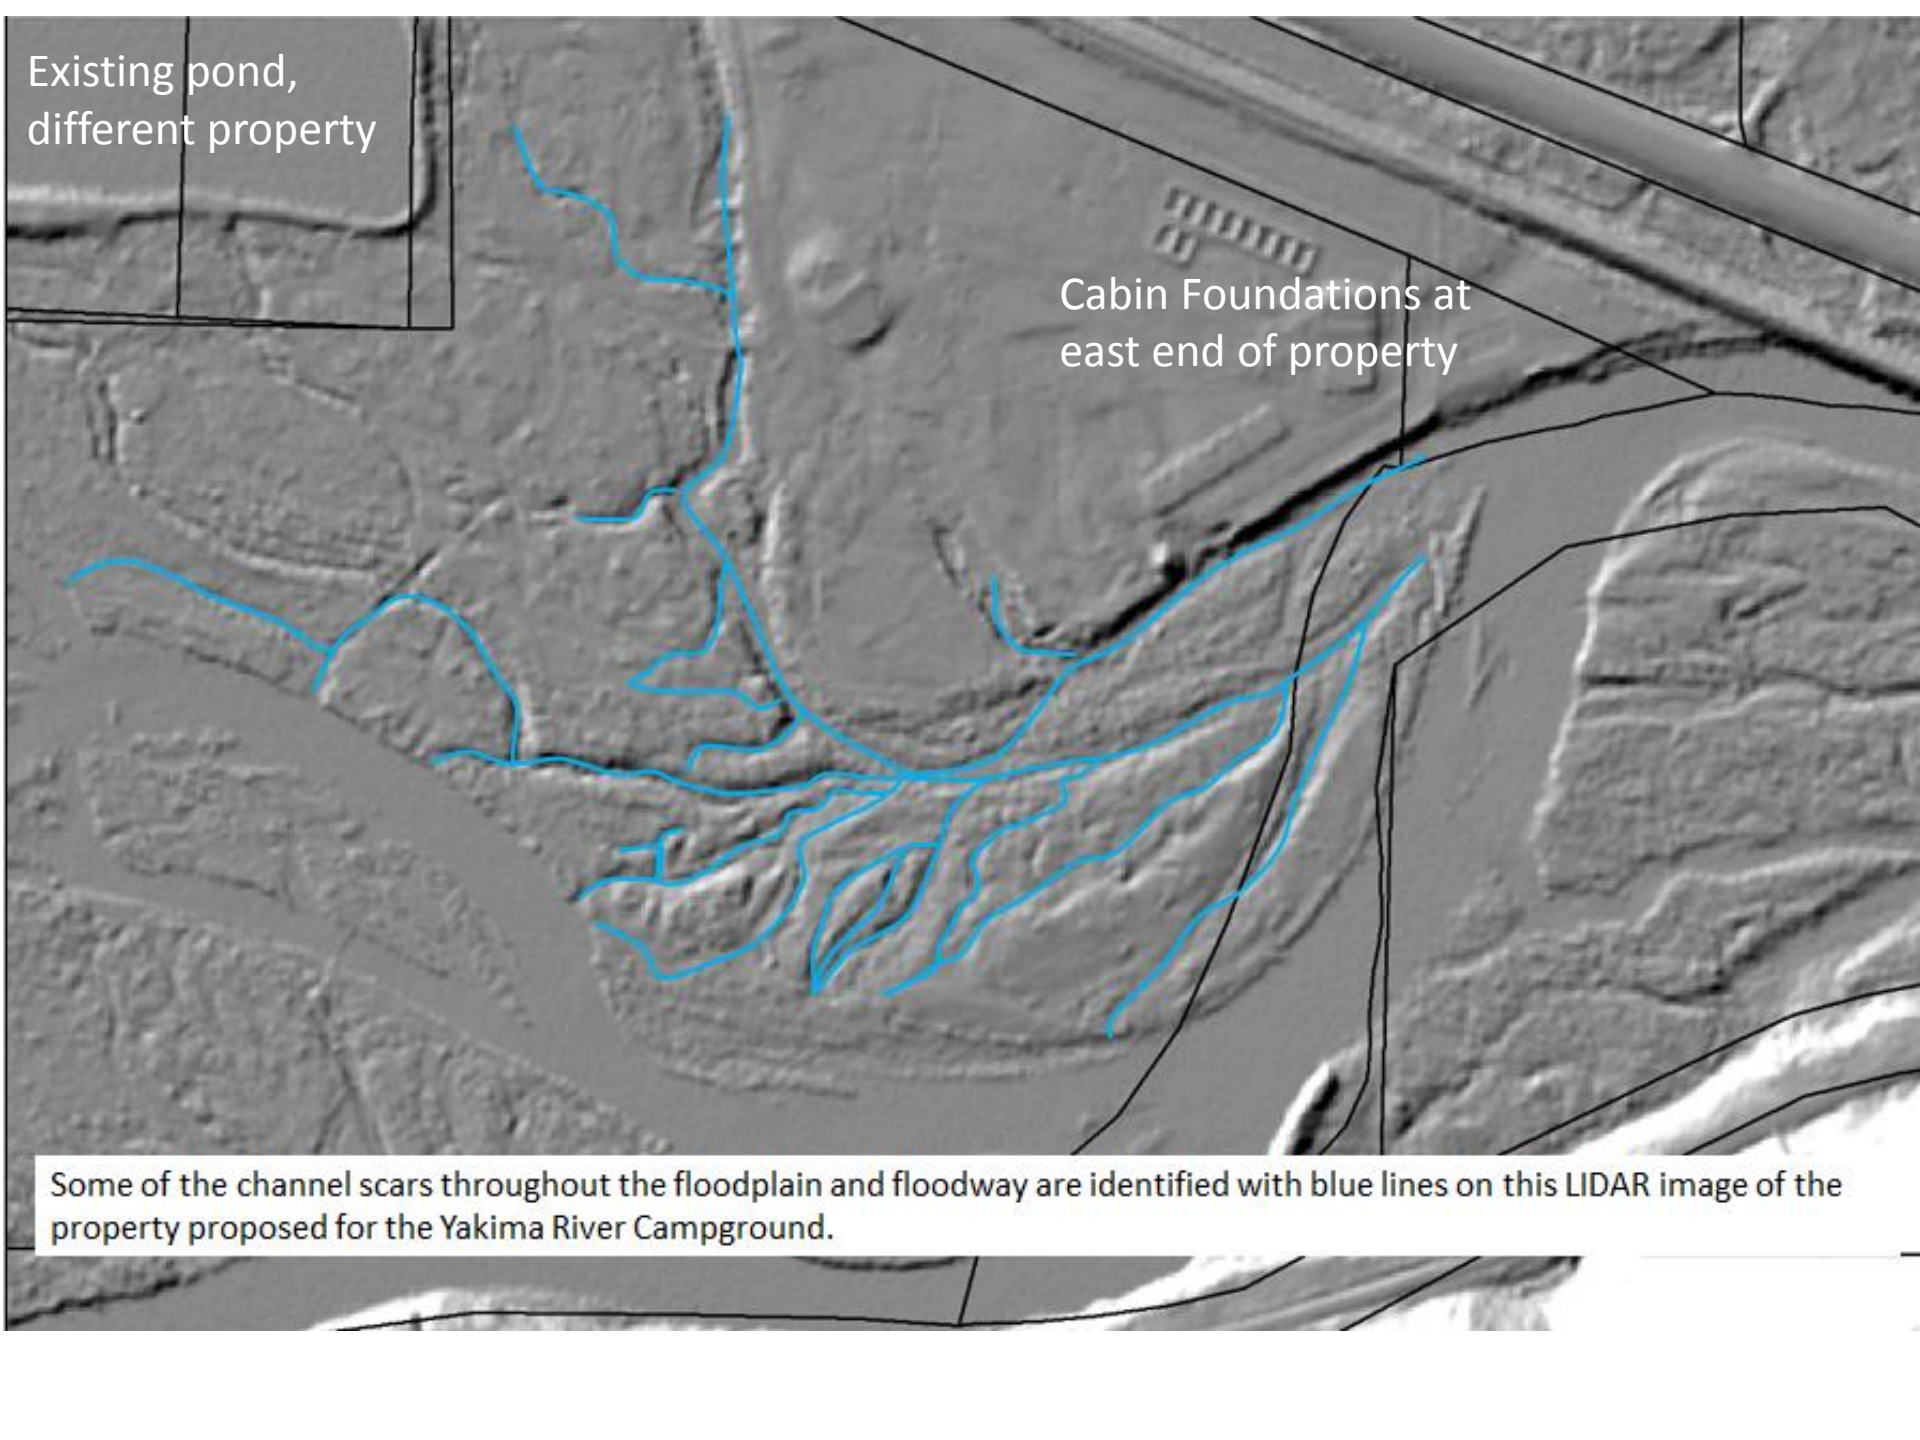 Existing pond,
different property
Cabin Foundations at
east end of property
Some of the channel scars throughout the floodplain and floodway are identified with blue lines on this LIDAR image of the
property proposed for the Yakima River Campground.